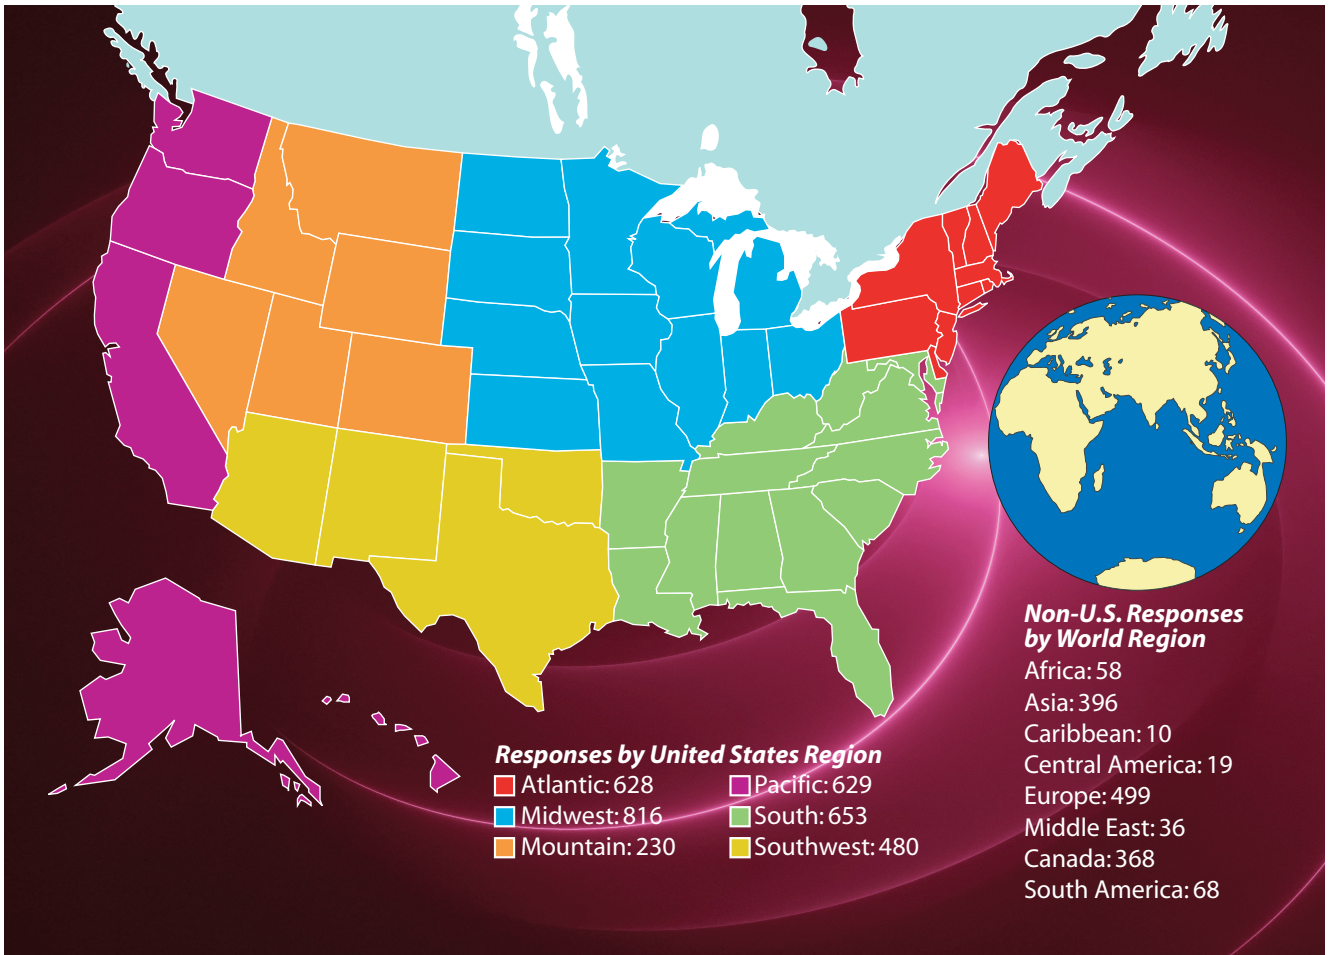 Responses by United States Region
Atlantic: 628
Midwest: 816
Mountain: 230
Pacific: 629
South: 653
Southwest: 480
Non-U.S. Responses
by World Region
Africa: 58
Asia: 396
Caribbean: 10
Central America: 19
Europe: 499
Middle East: 36
Canada: 368
South America: 68